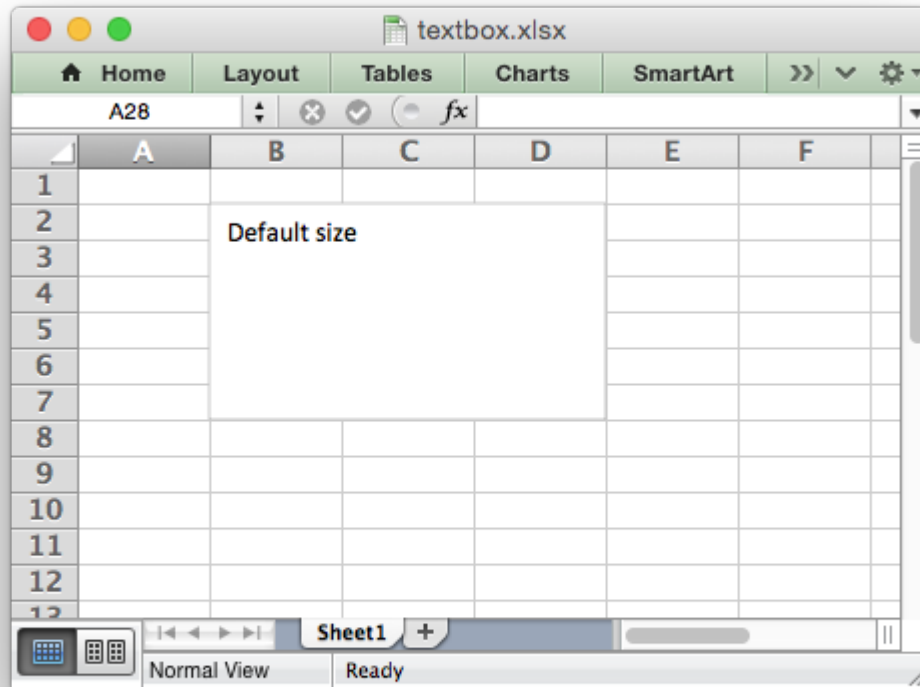 textbox.xlsx
Home Layout Tables Charts SmartArt
A28 fx
A B C D E F
1
2 Default size
3
4
5
6
7
8
9
10
11
12
13
Sheet1
Normal View Ready